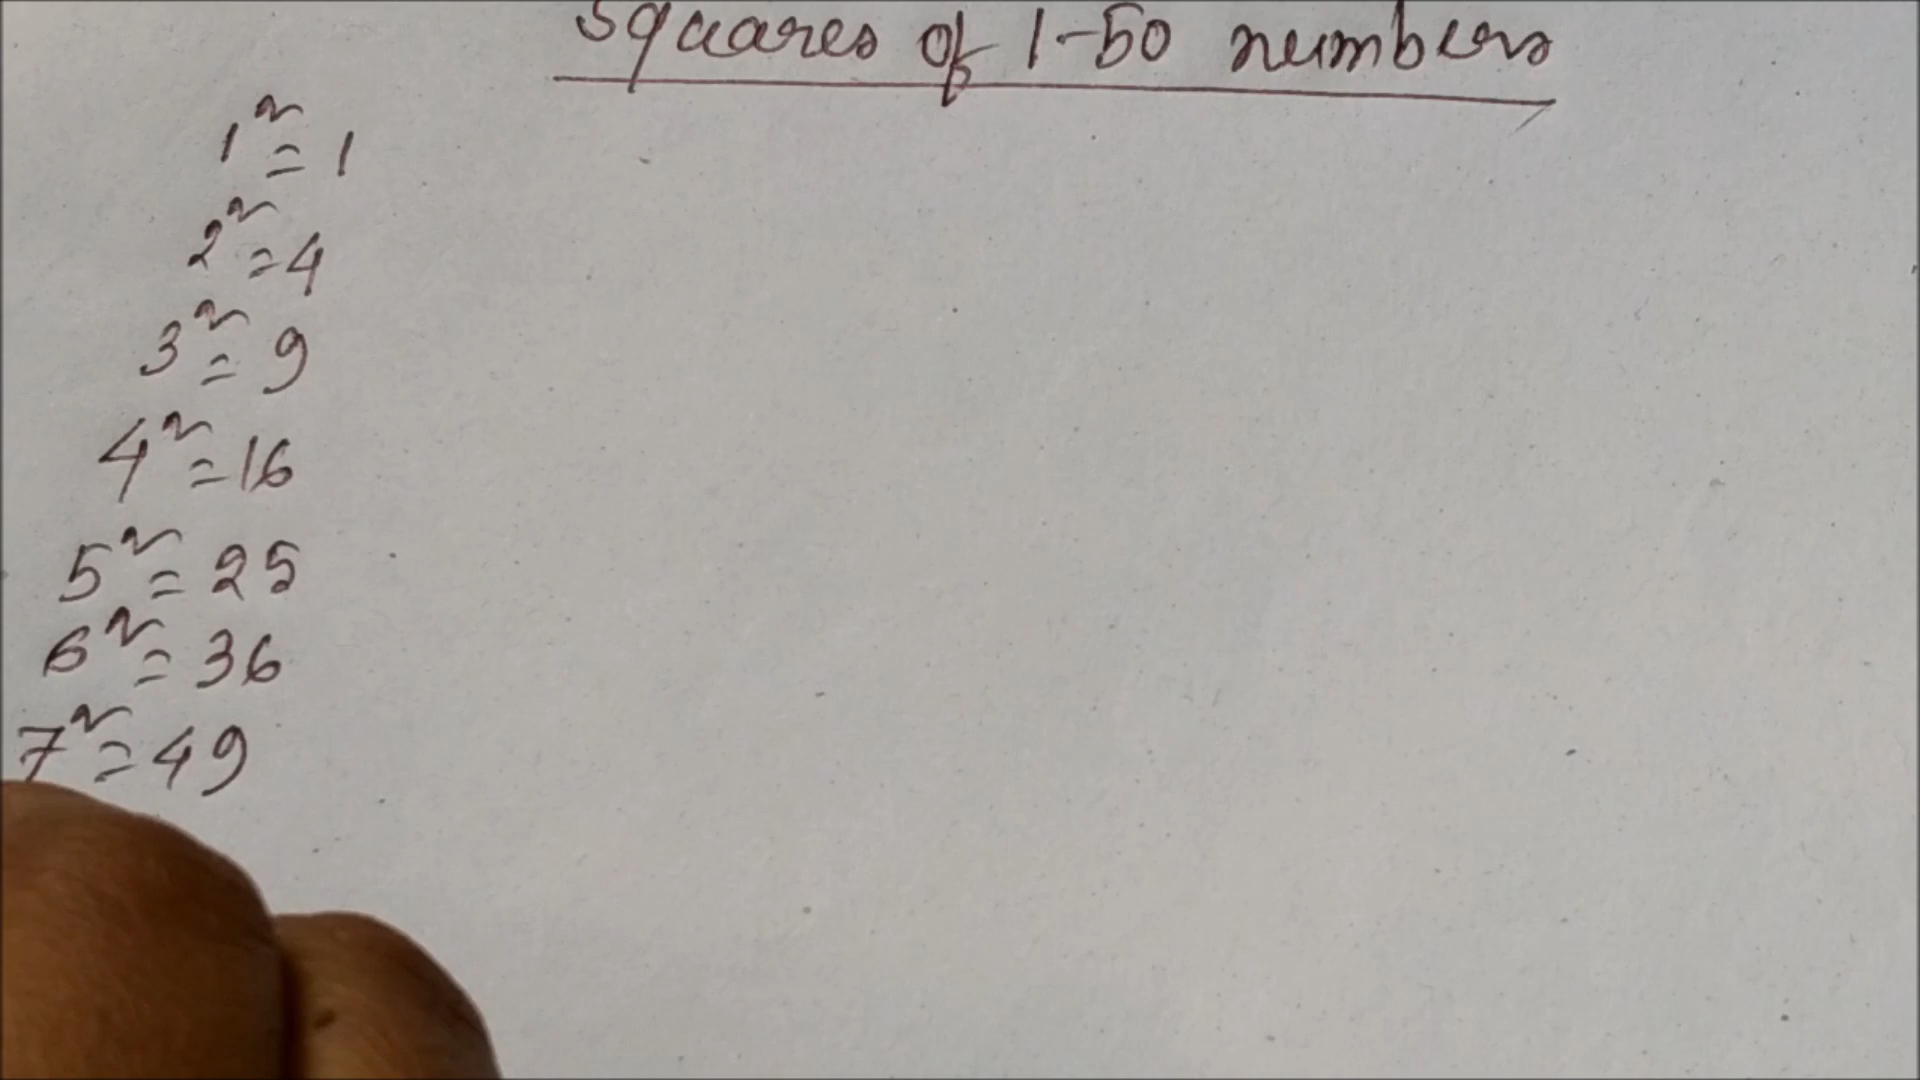 Squares of 1-50 numbers
1² = 1
2² = 4
3² = 9
4² = 16
5² = 25
6² = 36
7² = 49